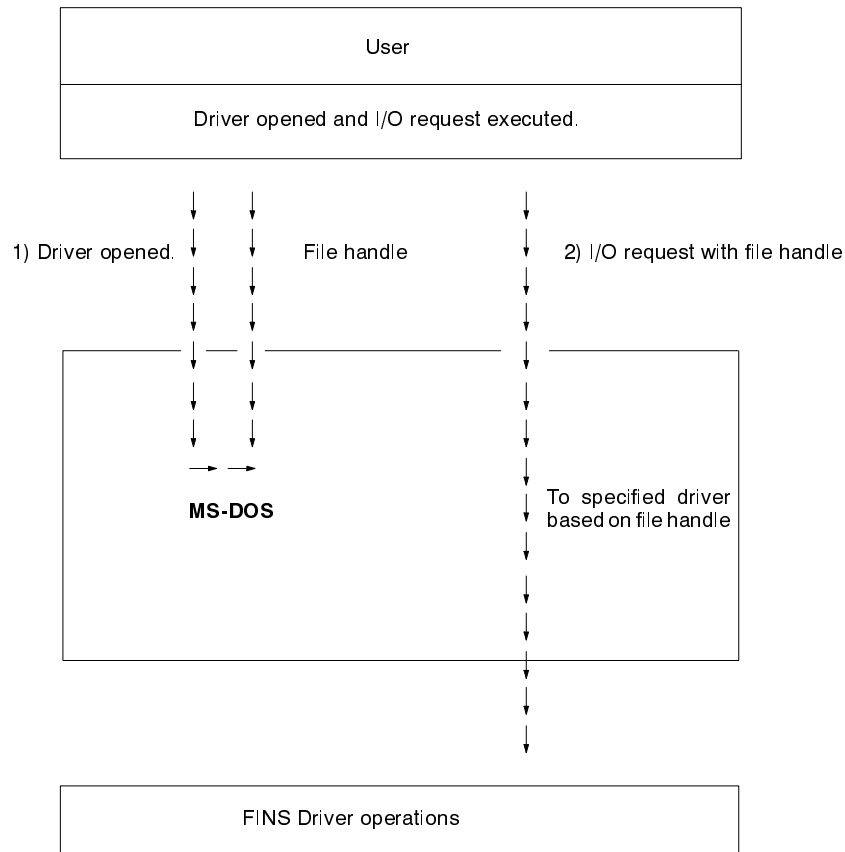 User
Driver opened and I/O request executed.
1) Driver opened.
File handle
2) I/O request with file handle
MS-DOS
To specified driver
based on file handle
FINS Driver operations